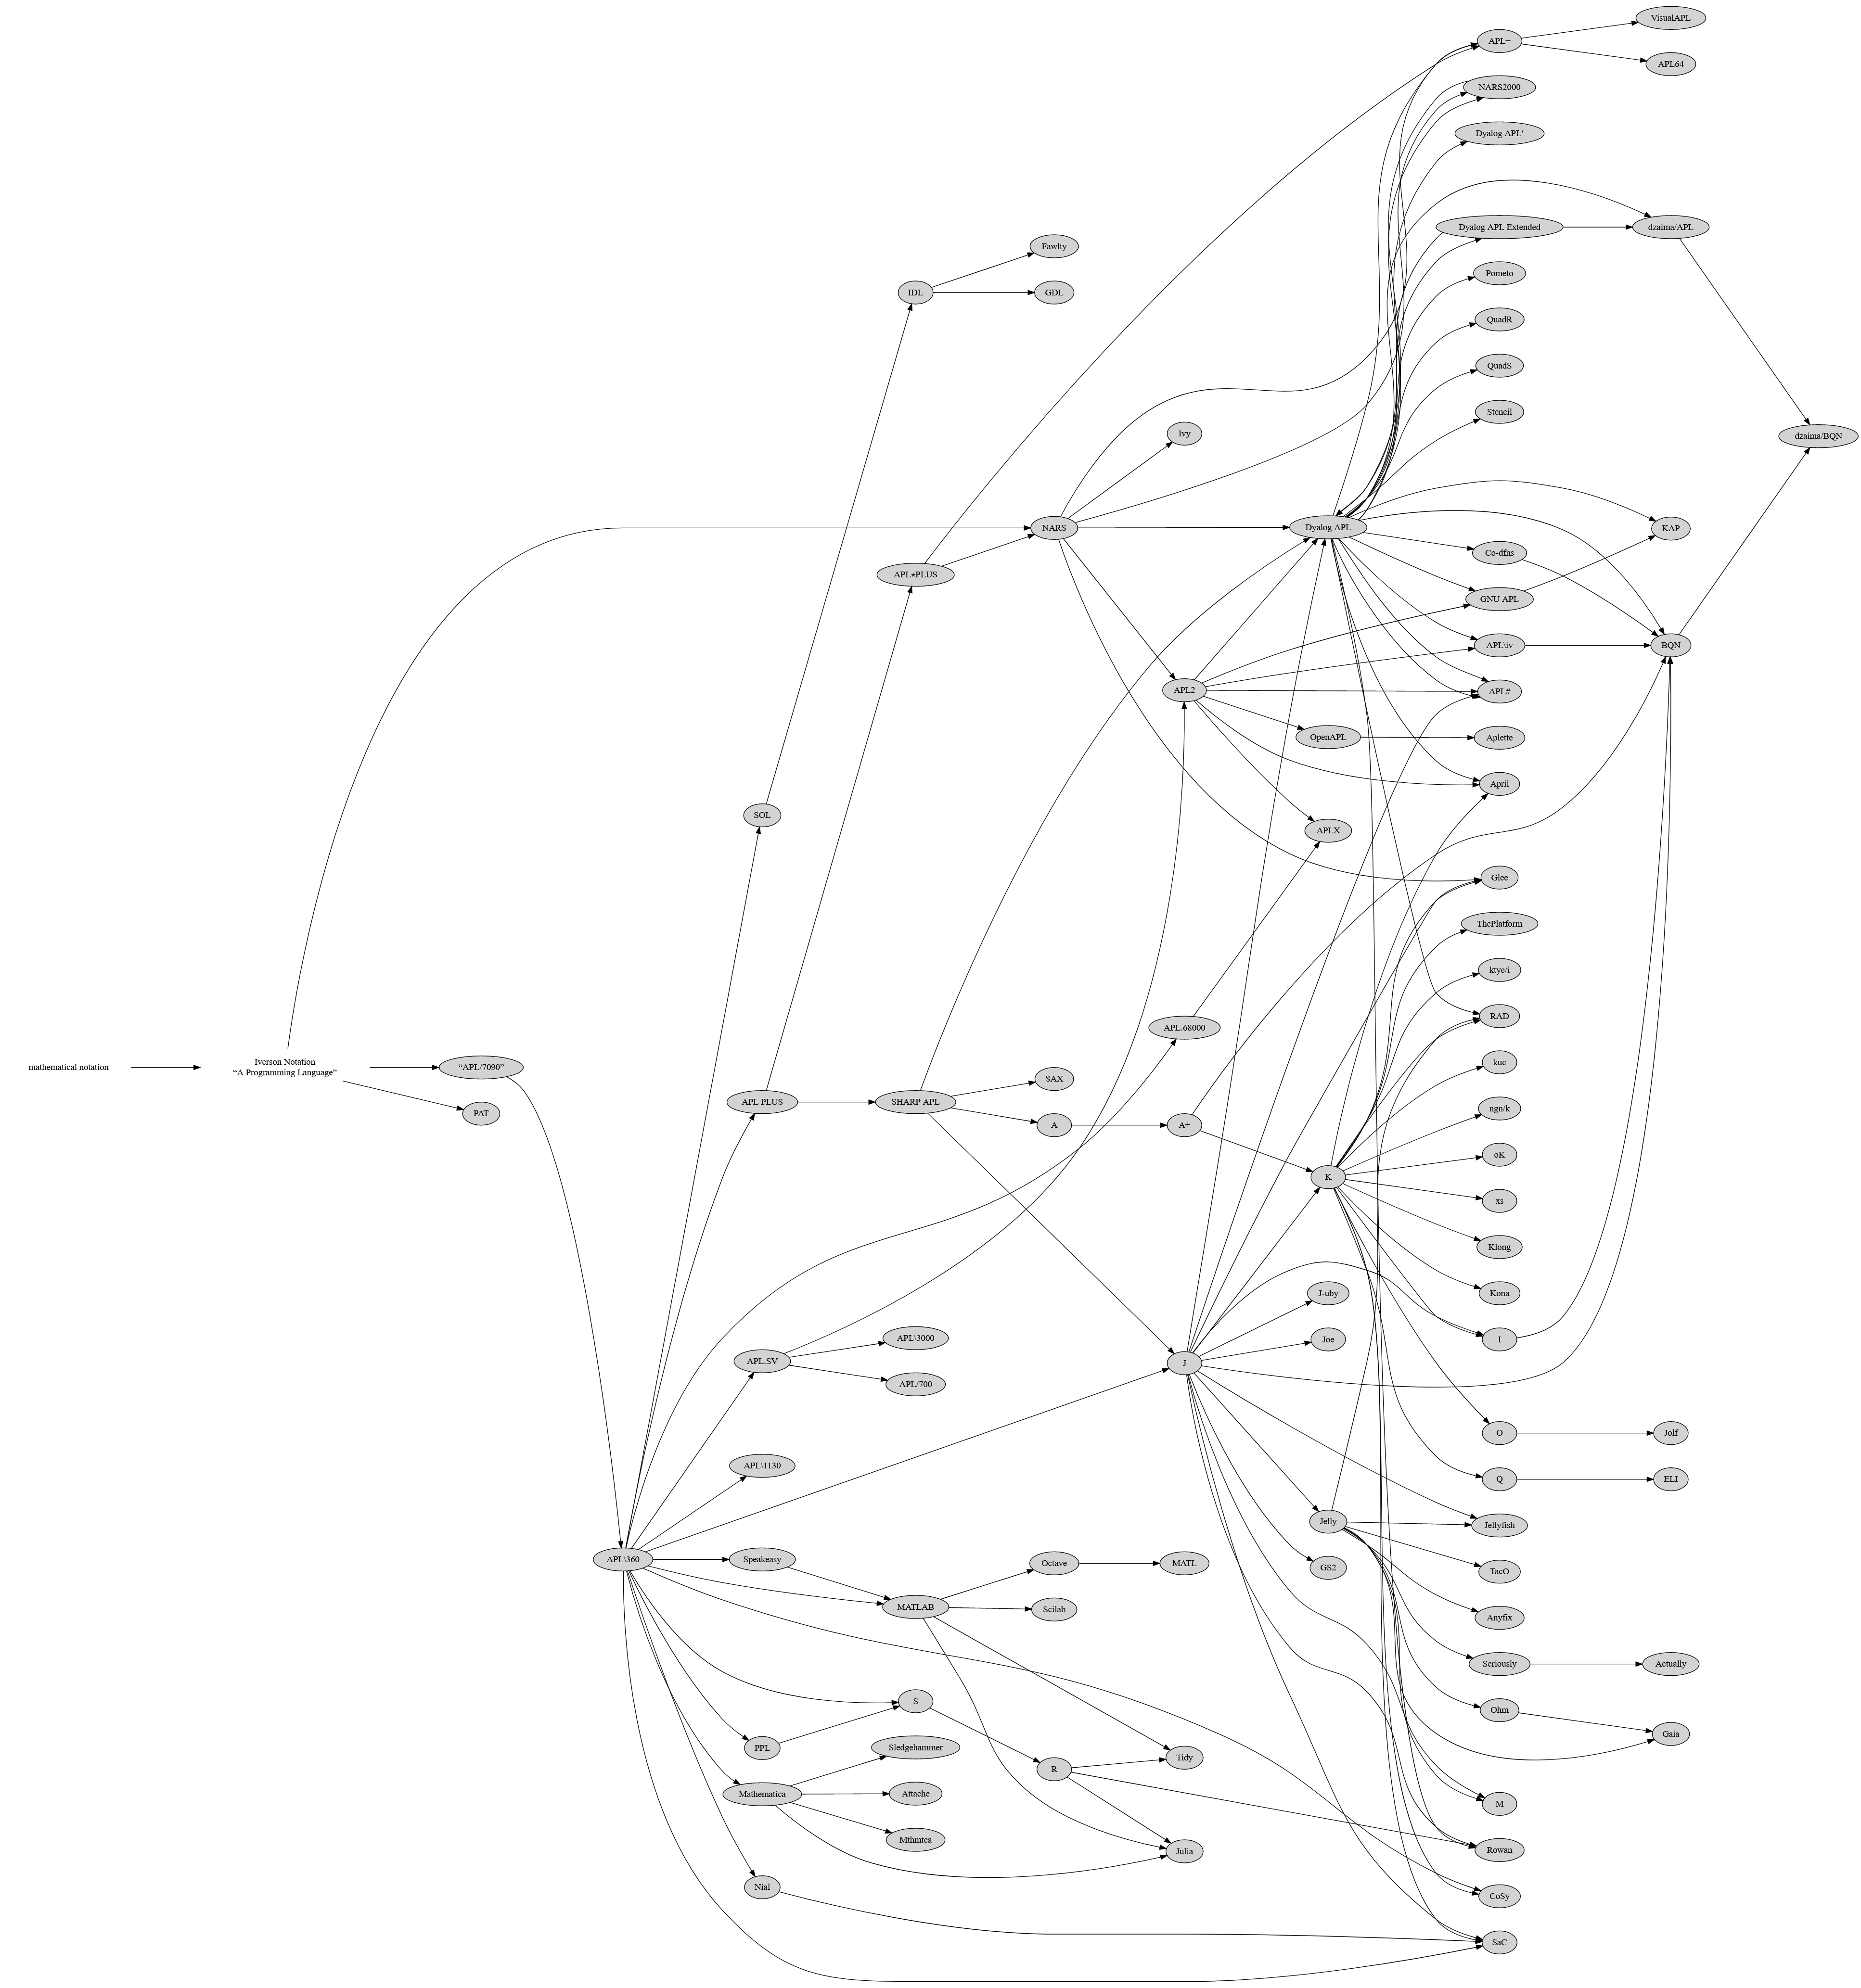 VisualAPL
APL+
APL64
NARS2000
Dyalog APL′
Dyalog APL Extended
dzaima/APL
Fawlty
Pometo
IDL
GDL
QuadR
QuadS
Stencil
Ivy
dzaima/BQN
NARS
Dyalog APL
KAP
Co-dfns
APL⋆PLUS
GNU APL
APL\iv
BQN
APL2
APL#
OpenAPL
Aplette
April
SOL
APLX
Glee
ThePlatform
ktye/i
RAD
APL.68000
kuc
mathematical notation
Iverson Notation
“A Programming Language”
“APL/7090”
SAX
APL PLUS
SHARP APL
ngn/k
PAT
A
A+
oK
K
xs
Klong
J-uby
Kona
APL\3000
Joe
I
APL.SV
J
APL/700
O
Jolf
APL\1130
Q
ELI
Jelly
Jellyfish
APL\360
Speakeasy
Octave
MATL
GS2
TacO
MATLAB
Scilab
Anyfix
Seriously
Actually
S
Ohm
Gaia
PPL
Sledgehammer
Tidy
R
Mathematica
Attache
M
Mthmtca
Julia
Rowan
Nial
CoSy
SaC